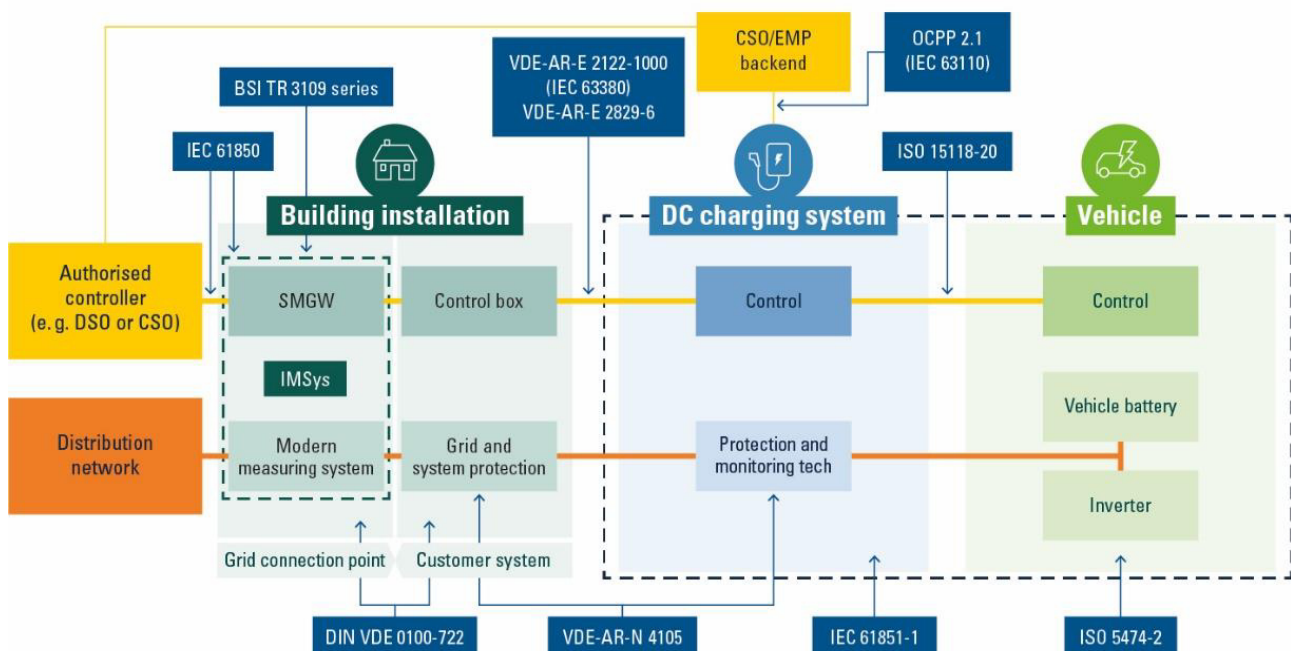 CSO/EMP
backend
OCPP 2.1
(IEC 63110)
VDE-AR-E 2122-1000
(IEC 63380)
VDE-AR-E 2829-6
BSI TR 3109 series
IEC 61850
ISO 15118-20
Building installation
DC charging system
Vehicle
Authorised
controller
(e. g. DSO or CSO)
SMGW
Control box
Control
Control
IMSys
Vehicle battery
Distribution
network
Modern
measuring system
Grid and
system protection
Protection and
monitoring tech
Inverter
Grid connection point
Customer system
DIN VDE 0100-722
VDE-AR-N 4105
IEC 61851-1
ISO 5474-2